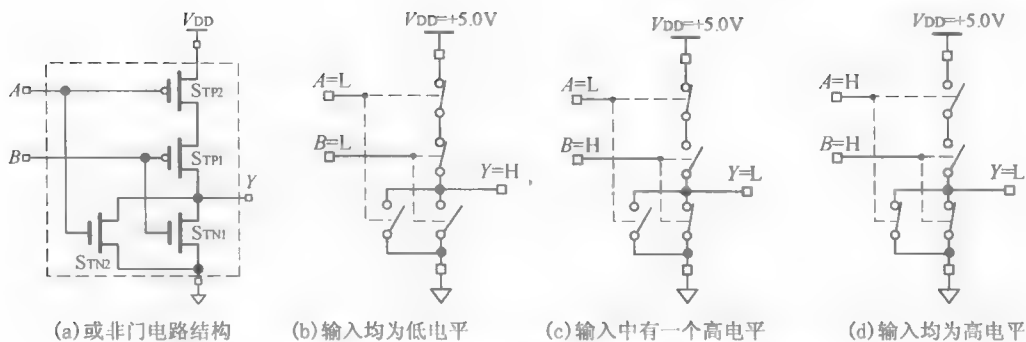 VDD
A
STP2
B
STP1
Y
STN1
STN2
(a)或非门电路结构
VDD=+5.0V
A=L
B=L
Y=H
(b)输入均为低电平
VDD=+5.0V
A=L
B=H
Y=L
(c)输入中有一个高电平
VDD=+5.0V
A=H
B=H
Y=L
(d)输入均为高电平